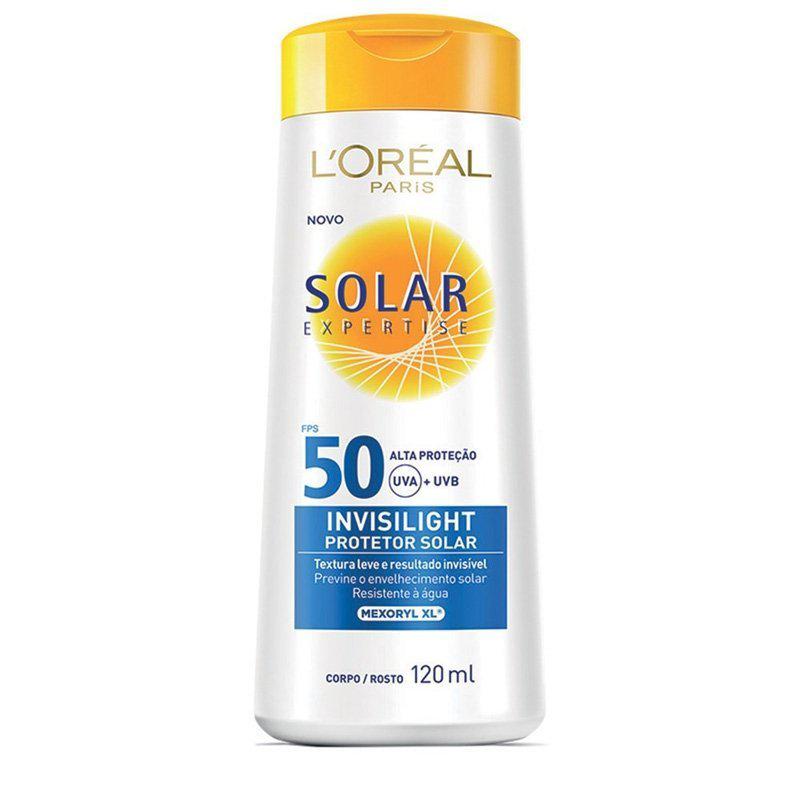 L'ORÉAL
PARiS
NOVO
SOLAR
EXPERTISE
FPS
50
ALTA PROTEÇÃO
UVA + UVB
INVISILIGHT
PROTETOR SOLAR
Textura leve e resultado invisível
Previne o envelhecimento solar
Resistente à água
MEXORYL XL®
CORPO / ROSTO 120 ml